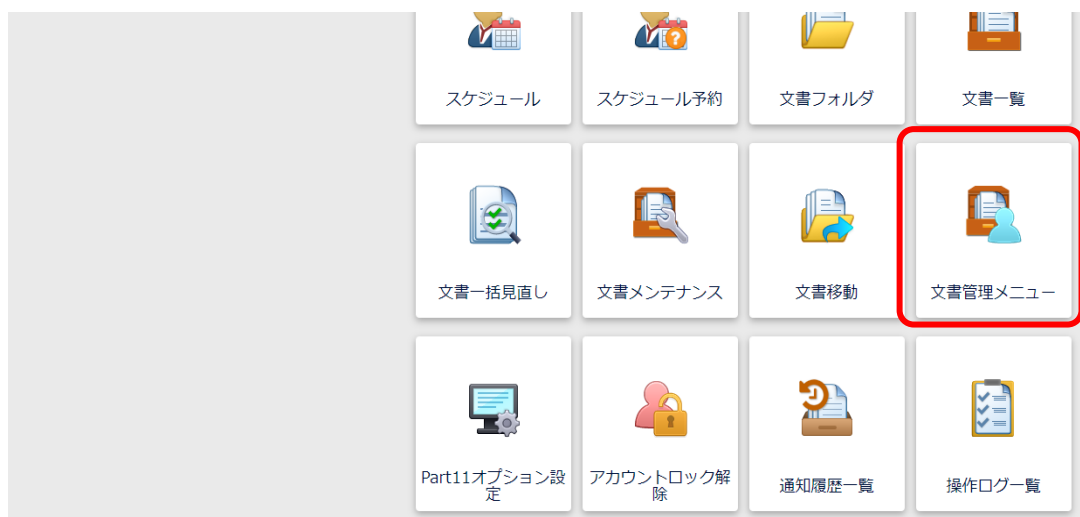 スケジュール
スケジュール予約
文書フォルダ
文書一覧
文書一括見直し
文書メンテナンス
文書移動
文書管理メニュー
Part11オプション設
定
アカウントロック解
除
通知履歴一覧
操作ログ一覧